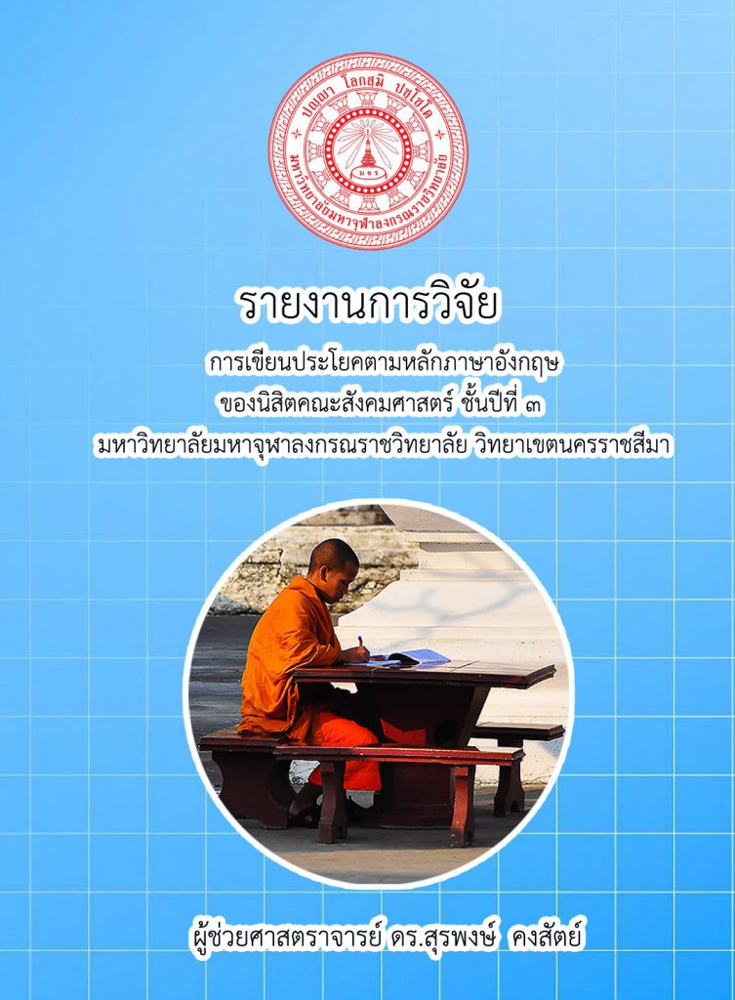 ปญฺญา โลกสฺมิ ปชฺโชโต
ม จ ร
มหาวิทยาลัยมหาจุฬาลงกรณราชวิทยาลัย
รายงานการวิจัย
การเขียนประโยคตามหลักภาษาอังกฤษ
ของนิสิตคณะสังคมศาสตร์ ชั้นปีที่ ๓
มหาวิทยาลัยมหาจุฬาลงกรณราชวิทยาลัย วิทยาเขตนครราชสีมา
ผู้ช่วยศาสตราจารย์ ดร.สุรพงษ์ คงสัตย์